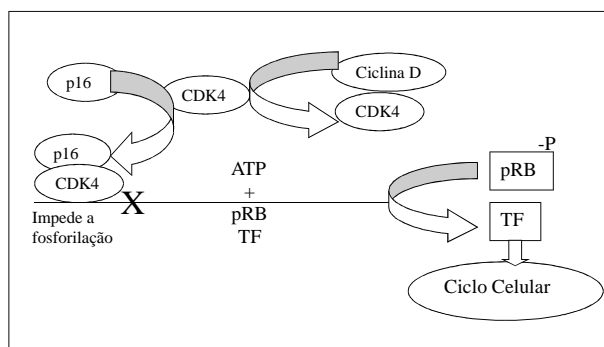 p16
CDK4
Ciclina D
CDK4
p16
CDK4
X
Impede a
fosforilação
ATP
+
pRB
TF
-P
pRB
TF
Ciclo Celular